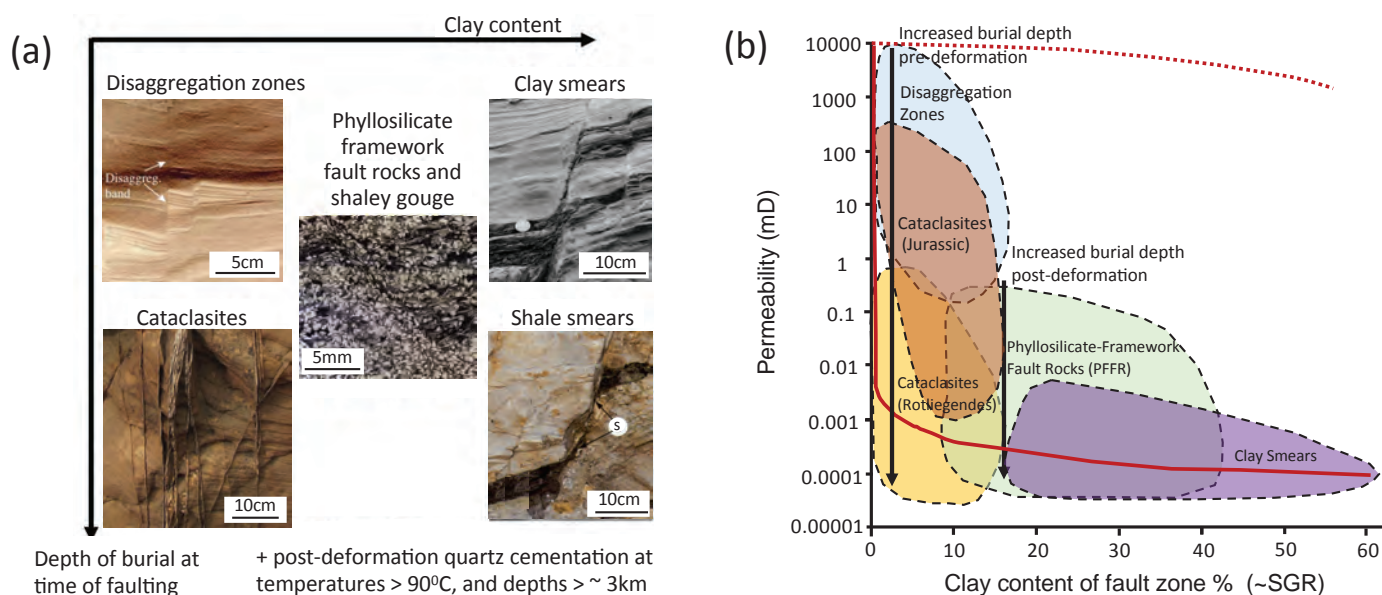 (a)
Clay content
Disaggregation zones
Disaggreg.
band
5cm
Phyllosilicate
framework
fault rocks and
shaley gouge
5mm
Clay smears
10cm
Cataclasites
10cm
Shale smears
s
10cm
Depth of burial at
time of faulting
+ post-deformation quartz cementation at
temperatures > 90⁰C, and depths > ~ 3km
(b)
Permeability (mD)
10000
1000
100
10
1
0.1
0.01
0.001
0.0001
0.00001
Increased burial depth
pre-deformation
Disaggregation
Zones
Cataclasites
(Jurassic)
Increased burial depth
post-deformation
Phyllosilicate-Framework
Fault Rocks (PFFR)
Cataclasites
(Rotliegendes)
Clay Smears
0
10
20
30
40
50
60
Clay content of fault zone % (~SGR)